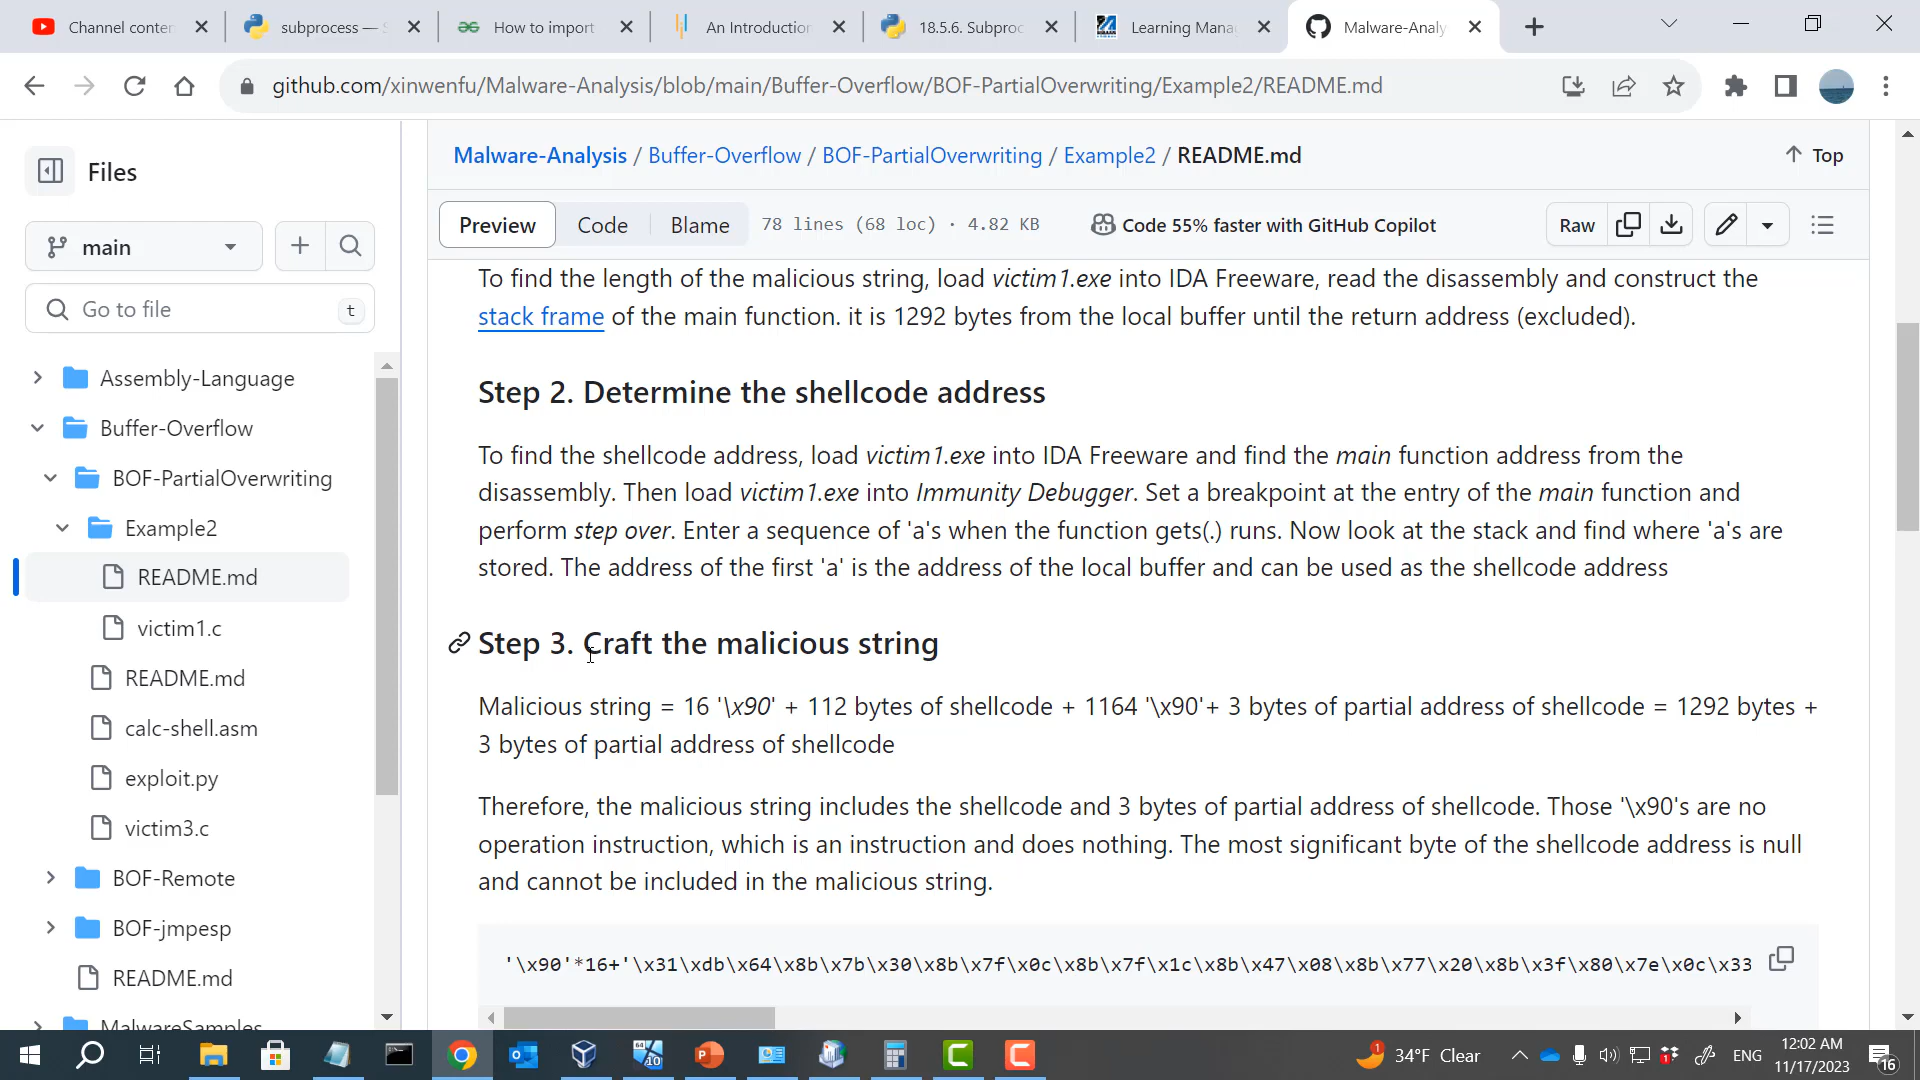 Channel conten
subprocess — S
How to import
An Introduction
18.5.6. Subproc
Learning Mana
Malware-Analy
github.com/xinwenfu/Malware-Analysis/blob/main/Buffer-Overflow/BOF-PartialOverwriting/Example2/README.md
Files
main
Go to file
t
Assembly-Language
Buffer-Overflow
BOF-PartialOverwriting
Example2
README.md
victim1.c
README.md
calc-shell.asm
exploit.py
victim3.c
BOF-Remote
BOF-jmpesp
README.md
MalwareSamples
Malware-Analysis / Buffer-Overflow / BOF-PartialOverwriting / Example2 / README.md
Top
Preview
Code
Blame
78 lines (68 loc) · 4.82 KB
Code 55% faster with GitHub Copilot
Raw
To find the length of the malicious string, load victim1.exe into IDA Freeware, read the disassembly and construct the
stack frame of the main function. it is 1292 bytes from the local buffer until the return address (excluded).
Step 2. Determine the shellcode address
To find the shellcode address, load victim1.exe into IDA Freeware and find the main function address from the
disassembly. Then load victim1.exe into Immunity Debugger. Set a breakpoint at the entry of the main function and
perform step over. Enter a sequence of 'a's when the function gets(.) runs. Now look at the stack and find where 'a's are
stored. The address of the first 'a' is the address of the local buffer and can be used as the shellcode address
Step 3. Craft the malicious string
Malicious string = 16 '\x90' + 112 bytes of shellcode + 1164 '\x90'+ 3 bytes of partial address of shellcode = 1292 bytes +
3 bytes of partial address of shellcode
Therefore, the malicious string includes the shellcode and 3 bytes of partial address of shellcode. Those '\x90's are no
operation instruction, which is an instruction and does nothing. The most significant byte of the shellcode address is null
and cannot be included in the malicious string.
'\x90'*16+'\x31\xdb\x64\x8b\x7b\x30\x8b\x7f\x0c\x8b\x7f\x1c\x8b\x47\x08\x8b\x77\x20\x8b\x3f\x80\x7e\x0c\x33
1
34°F Clear
ENG
12:02 AM
11/17/2023
16